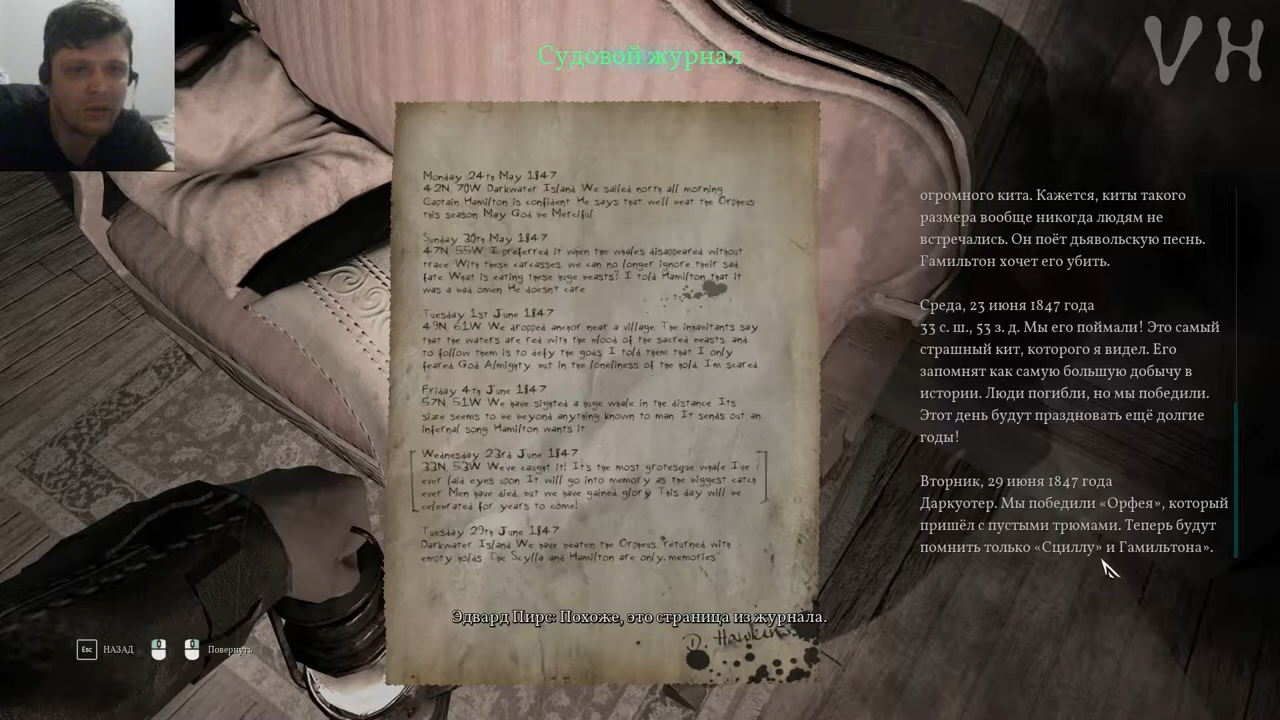 VH
Судовой журнал
Monday 24th May 1847
42N, 70W Darkwater Island We sailed north all morning
Captain Hamilton is confident He says that well beat the Orpheus
this season May God be Merciful
Sunday 30th May 1847
47N 55W I preferred it when the whales disappeared without
trace With these carcasses, we can no longer ignore their sad
fate What is eating these huge beasts? I told Hamilton that it
was a bad omen He doesnt care
Tuesday 1st June 1847
49N, 61W We dropped anchor near a village The inhabitants say
that the waters are red with the blood of the sacred beasts, and
to follow them is to defy the gods I told them that I only
feared God Almighty, but in the loneliness of the hold, Im scared
Friday 4th June 1847
57N 51W We have sighted a huge whale in the distance Its
size seems to be beyond anything known to man It sends out an
infernal song Hamilton wants it
Wednesday 23rd June 1847
33N, 53W Weve caught it! Its the most grotesque whale Ive
ever laid eyes upon It will go into memory as the biggest catch
ever Men have died, but we have gained glory This day will be
celebrated for years to come!
Tuesday 29th June 1847
Darkwater Island We have beaten the Orpheus, returned with
empty holds The Scylla and Hamilton are only memories
D. Hawkins
огромного кита. Кажется, киты такого
размера вообще никогда людям не
встречались. Он поёт дьявольскую песнь.
Гамильтон хочет его убить.
Среда, 23 июня 1847 года
33 с. ш., 53 з. д. Мы его поймали! Это самый
страшный кит, которого я видел. Его
запомнят как самую большую добычу в
истории. Люди погибли, но мы победили.
Этот день будут праздновать ещё долгие
годы!
Вторник, 29 июня 1847 года
Даркуотер. Мы победили «Орфея», который
пришёл с пустыми трюмами. Теперь будут
помнить только «Сциллу» и Гамильтона».
Эдвард Пирс: Похоже, это страница из журнала.
Esc НАЗАД Повернуть